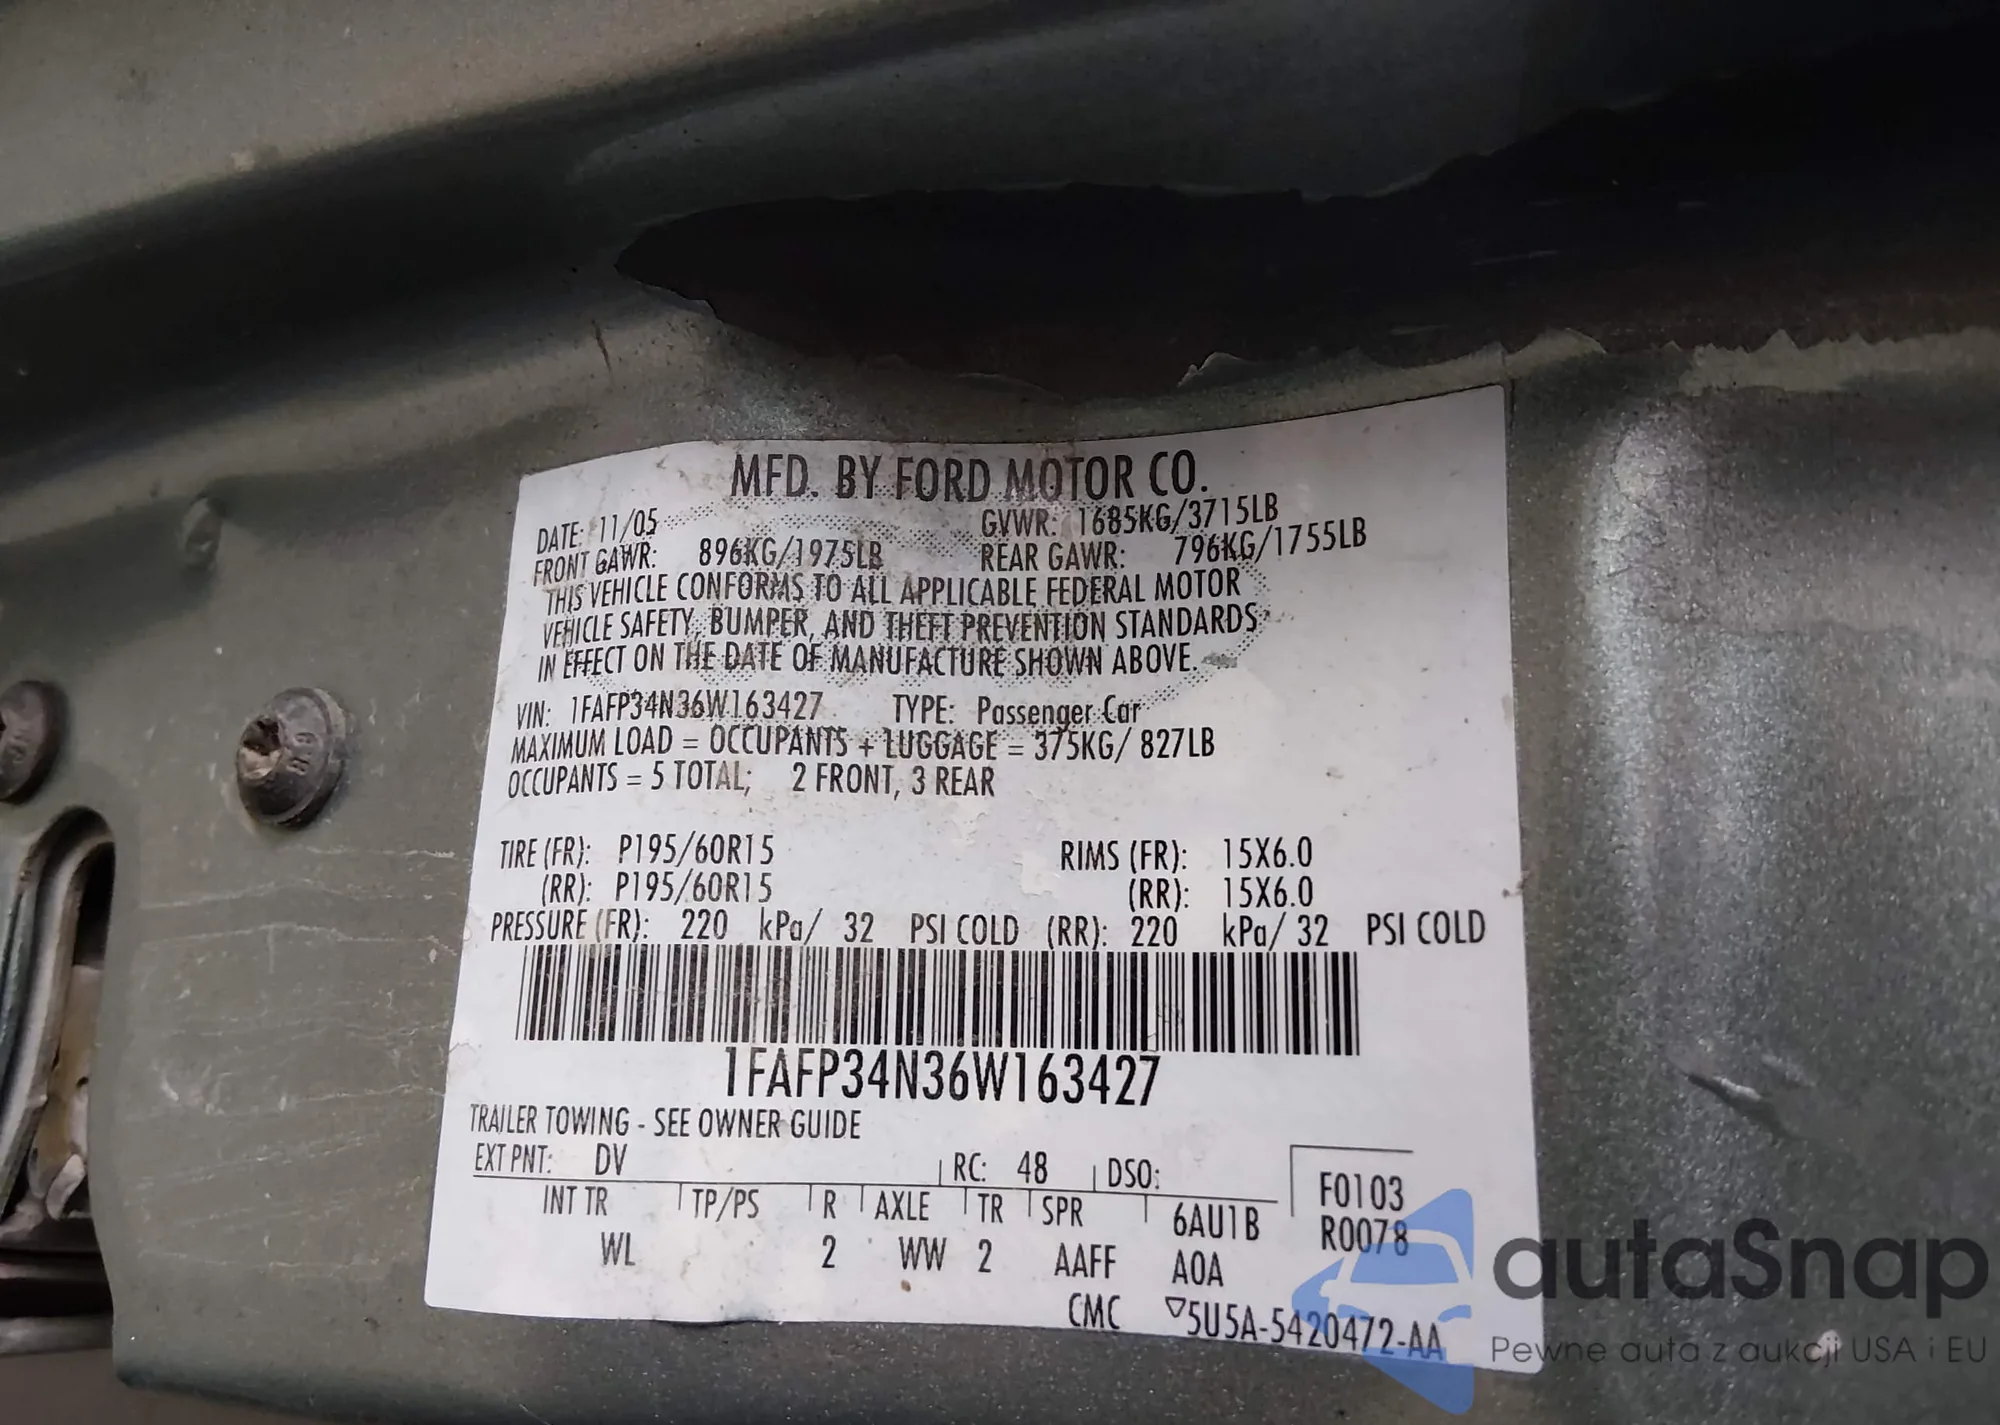 MFD. BY FORD MOTOR CO.
DATE: 11/05 GVWR: 1685KG/3715LB
FRONT GAWR: 896KG/1975LB REAR GAWR: 796KG/1755LB
THIS VEHICLE CONFORMS TO ALL APPLICABLE FEDERAL MOTOR
VEHICLE SAFETY, BUMPER, AND THEFT PREVENTION STANDARDS
IN EFFECT ON THE DATE OF MANUFACTURE SHOWN ABOVE.
VIN: 1FAFP34N36W163427 TYPE: Passenger Car
MAXIMUM LOAD = OCCUPANTS + LUGGAGE = 375KG/ 827LB
OCCUPANTS = 5 TOTAL; 2 FRONT, 3 REAR
TIRE (FR): P195/60R15 RIMS (FR): 15X6.0
(RR): P195/60R15 (RR): 15X6.0
PRESSURE (FR): 220 kPa/ 32 PSI COLD (RR): 220 kPa/ 32 PSI COLD
1FAFP34N36W163427
TRAILER TOWING - SEE OWNER GUIDE
EXT PNT: DV RC: 48 DSO: F0103
INT TR TP/PS R AXLE TR SPR 6AU1B R0078
WL 2 WW 2 AAFF A0A
CMC ▽5U5A-5420472-AA
autaSnap
Pewne auta z aukcji USA i EU